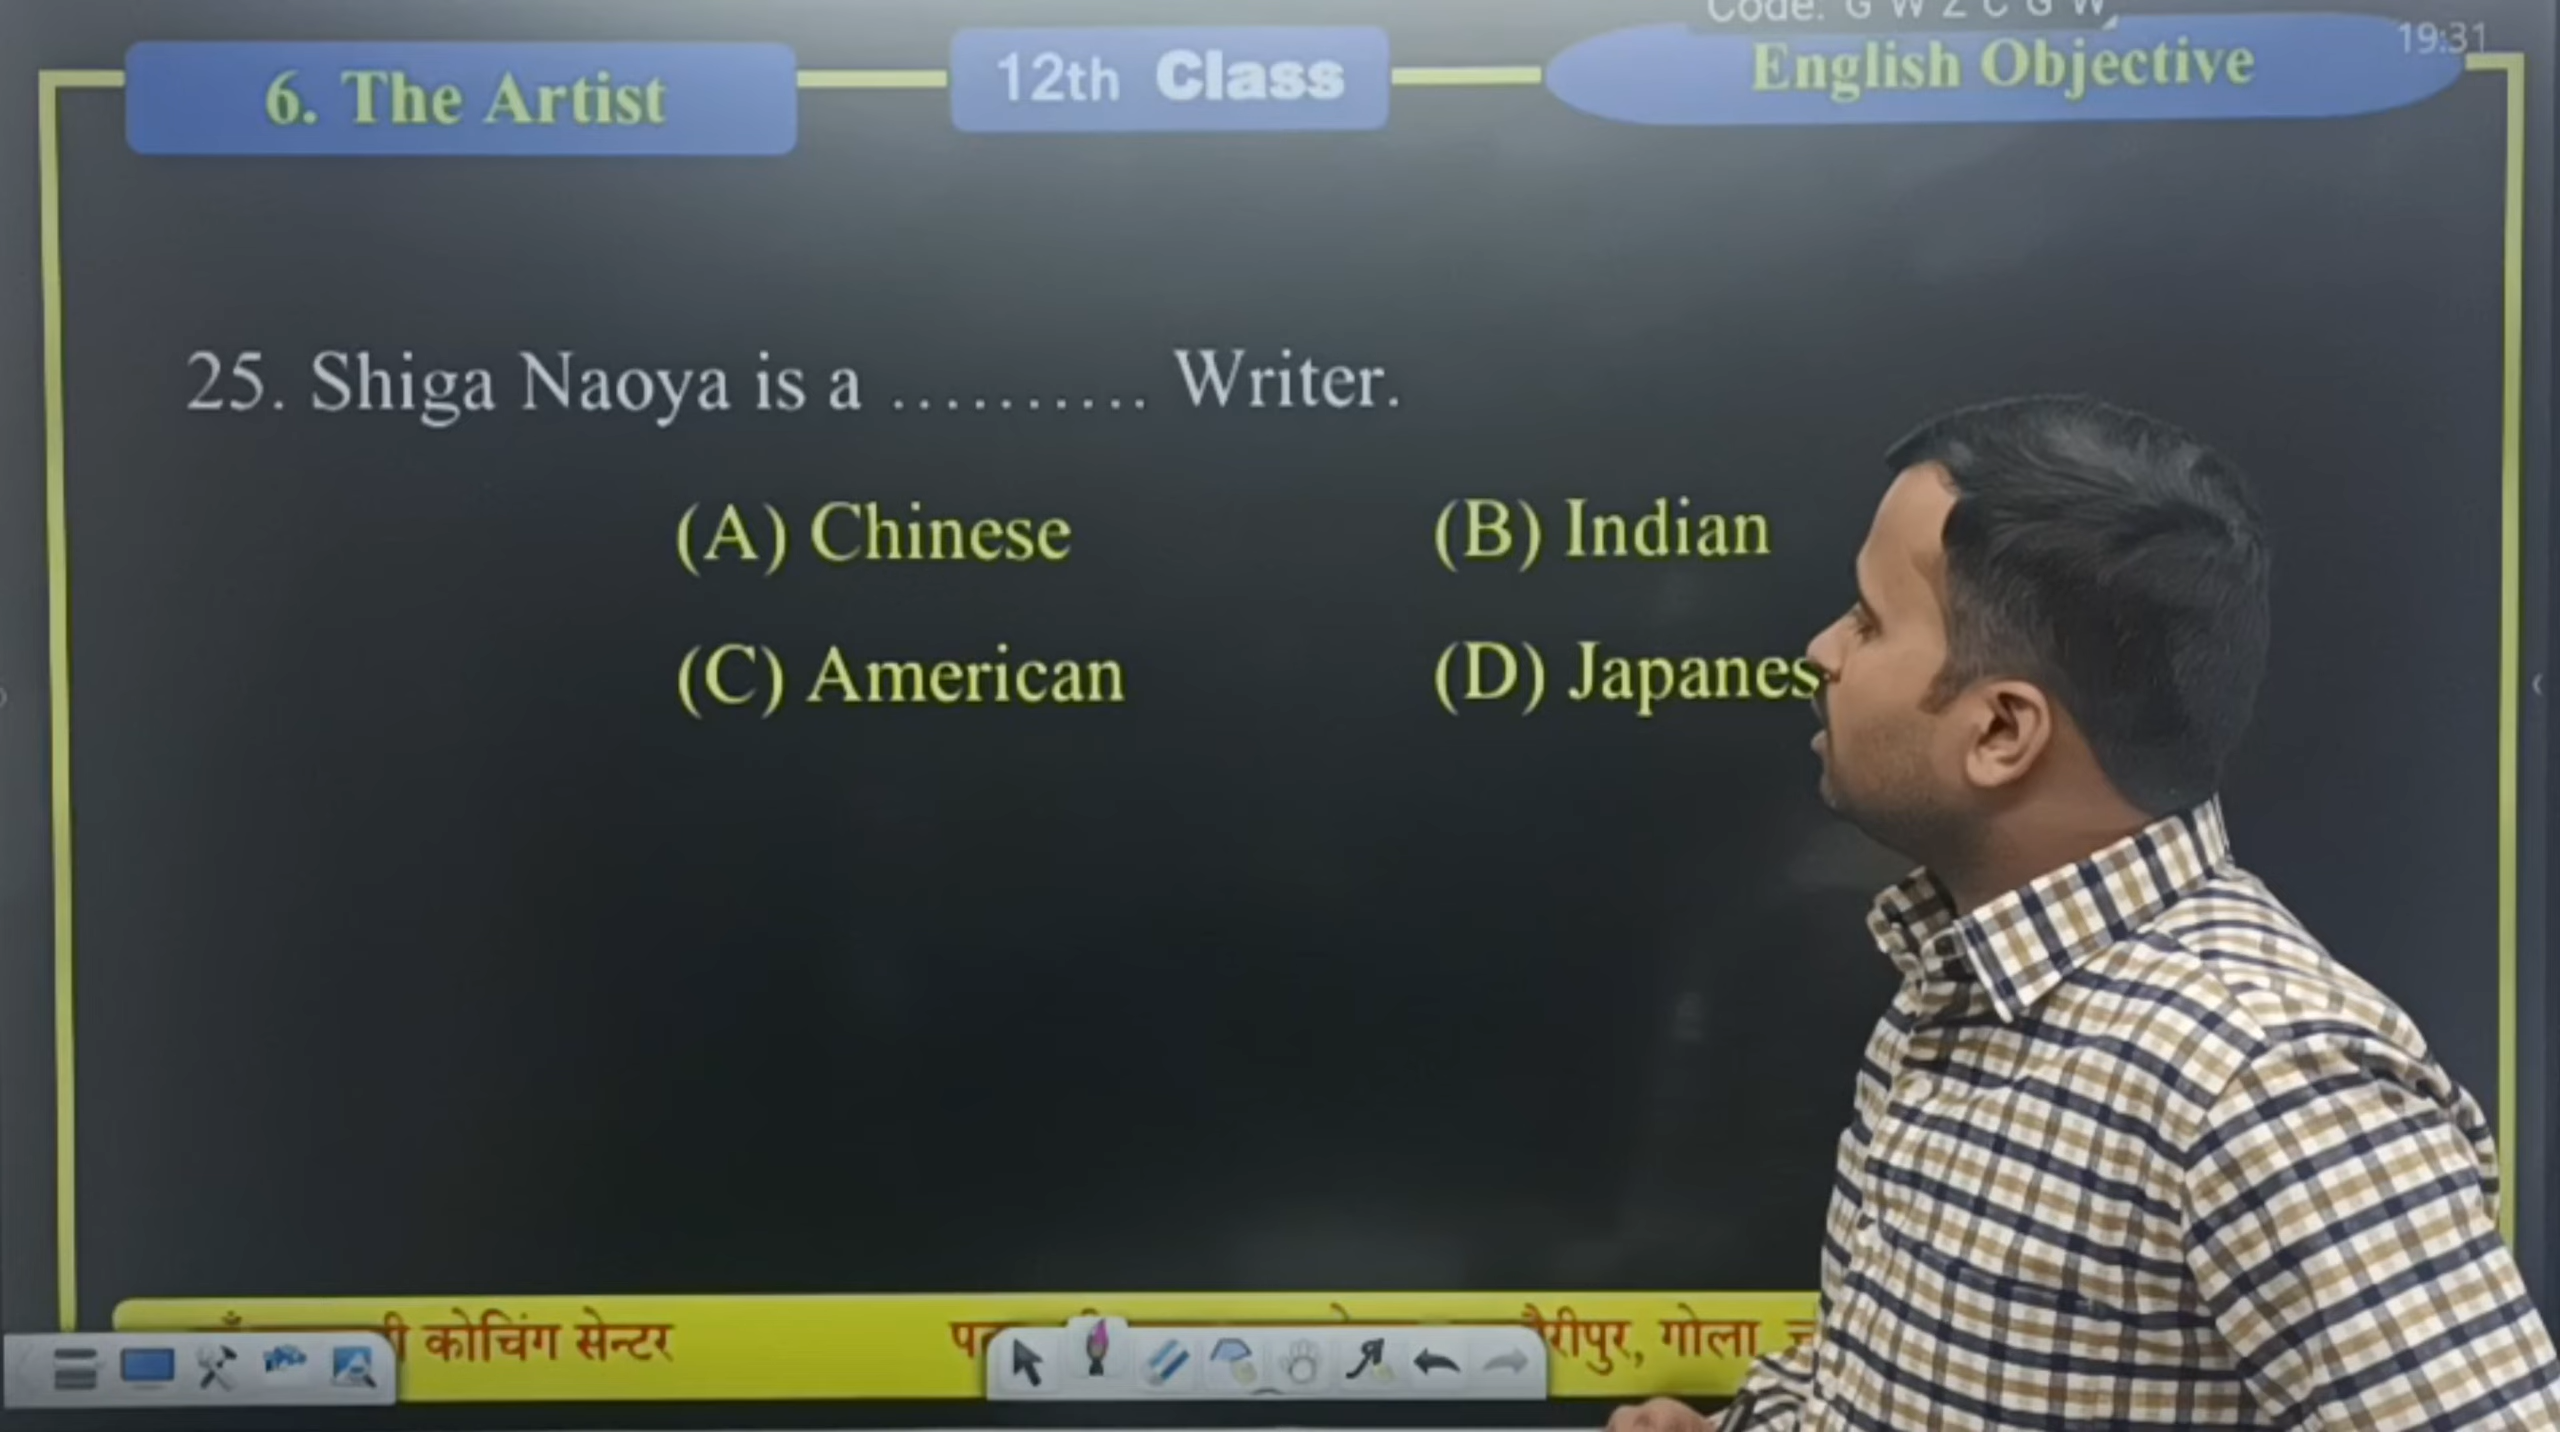 Code: G W Z C G W
19:31
6. The Artist
12th Class
English Objective
25. Shiga Naoya is a .......... Writer.
(A) Chinese
(B) Indian
(C) American
(D) Japanes
कोचिंग सेन्टर
गोला